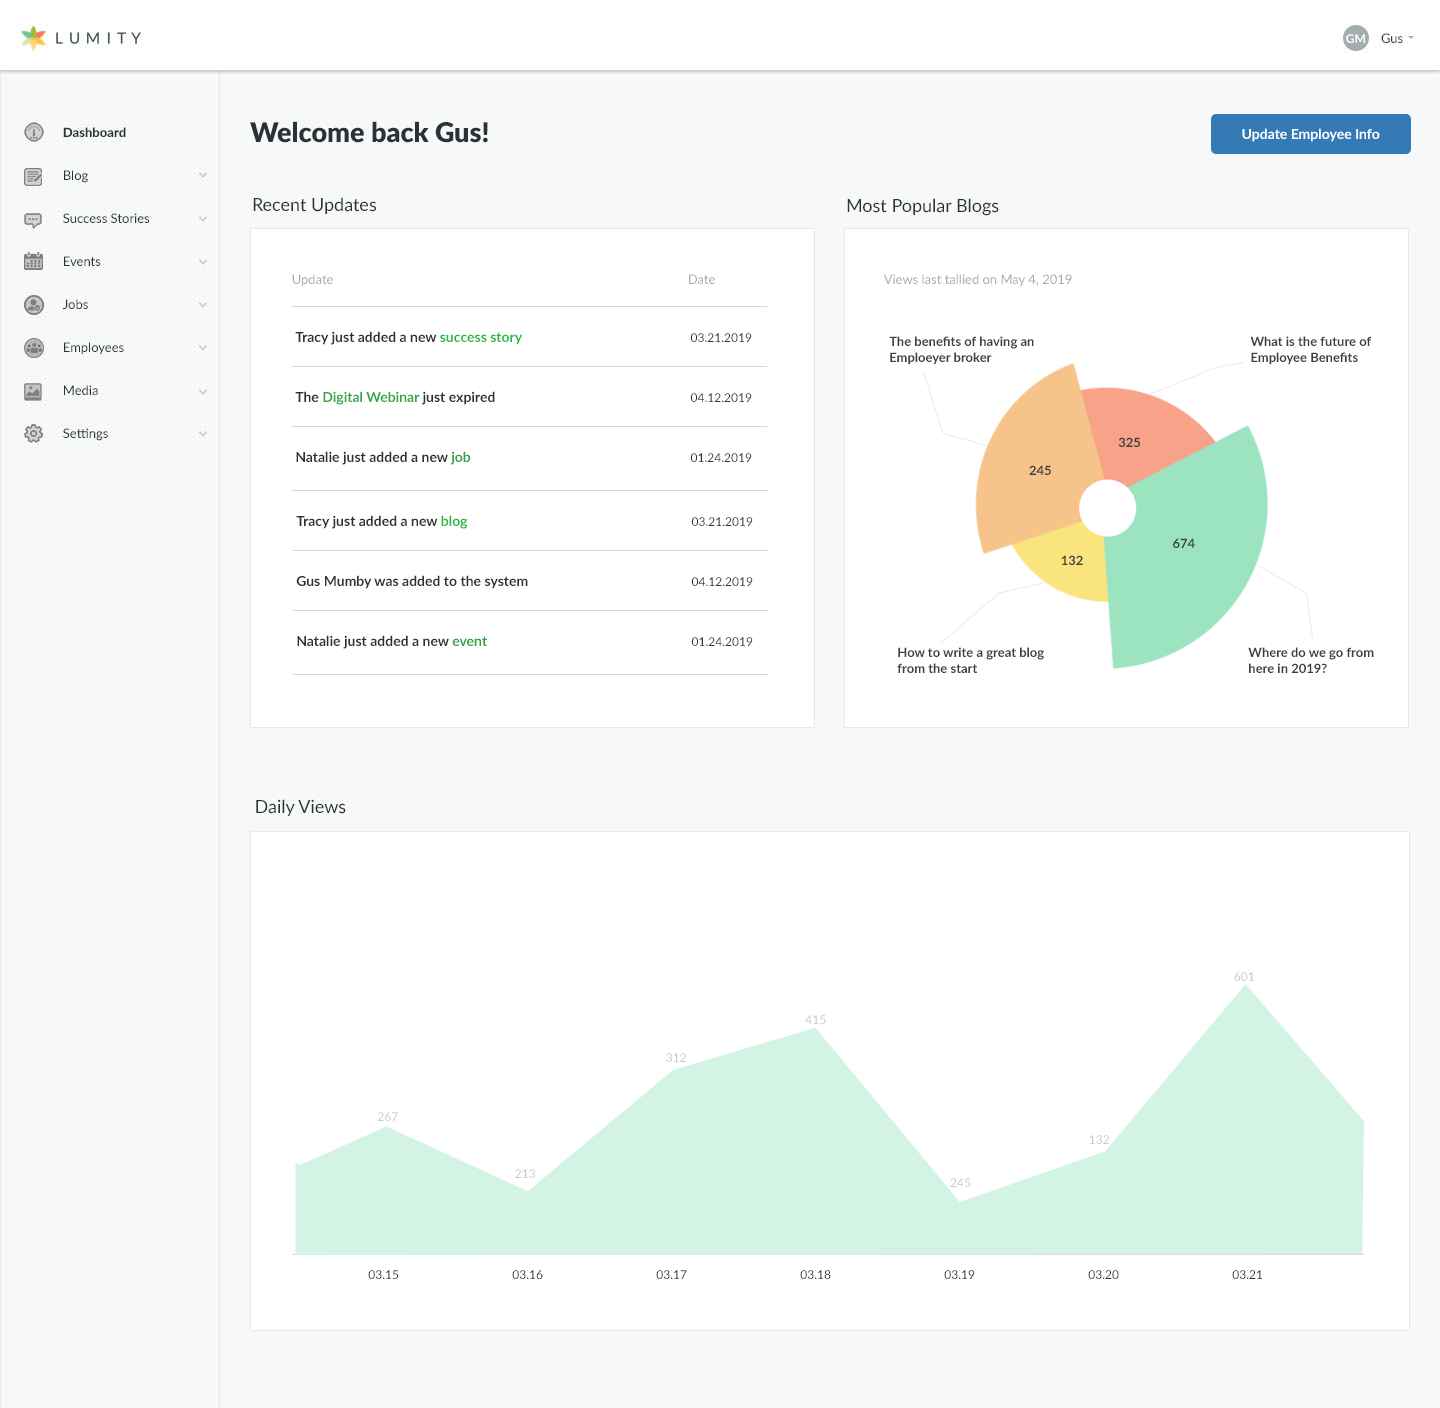 LUMITY
GM Gus
Dashboard
Blog
Success Stories
Events
Jobs
Employees
Media
Settings
Welcome back Gus!
Update Employee Info
Recent Updates
Update Date
Tracy just added a new success story 03.21.2019
The Digital Webinar just expired 04.12.2019
Natalie just added a new job 01.24.2019
Tracy just added a new blog 03.21.2019
Gus Mumby was added to the system 04.12.2019
Natalie just added a new event 01.24.2019
Most Popular Blogs
Views last tallied on May 4, 2019
The benefits of having an
Emploeyer broker
What is the future of
Employee Benefits
325
245
674
132
How to write a great blog
from the start
Where do we go from
here in 2019?
Daily Views
601
415
312
267
132
213
245
03.15 03.16 03.17 03.18 03.19 03.20 03.21